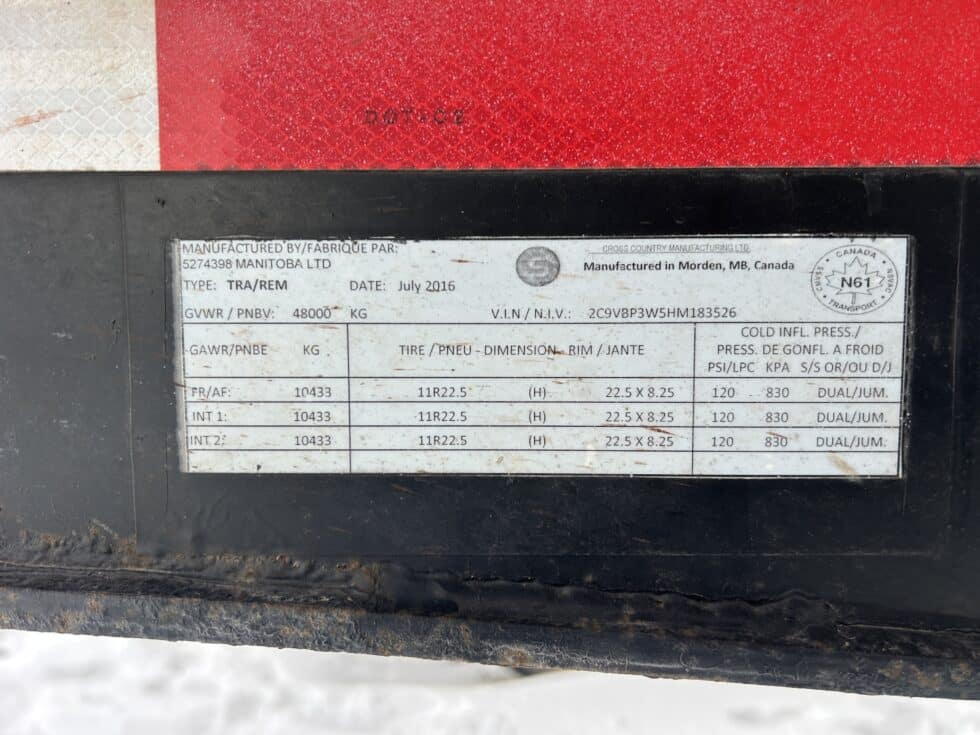 DOT-C2
MANUFACTURED BY/FABRIQUE PAR:
5274398 MANITOBA LTD
CROSS COUNTRY MANUFACTURING LTD.
Manufactured in Morden, MB, Canada
TYPE: TRA/REM DATE: July 2016
CANADA
CMVSS N61 NSVAC
TRANSPORT
GVWR / PNBV: 48000 KG V.I.N / N.I.V.: 2C9V8P3W5HM183526
GAWR/PNBE KG TIRE / PNEU - DIMENSION RIM / JANTE
COLD INFL. PRESS./
PRESS. DE GONFL. A FROID
PSI/LPC KPA S/S OR/OU D/J
FR/AF: 10433 11R22.5 (H) 22.5 X 8.25 120 830 DUAL/JUM.
INT 1: 10433 11R22.5 (H) 22.5 X 8.25 120 830 DUAL/JUM.
INT 2: 10433 11R22.5 (H) 22.5 X 8.25 120 830 DUAL/JUM.